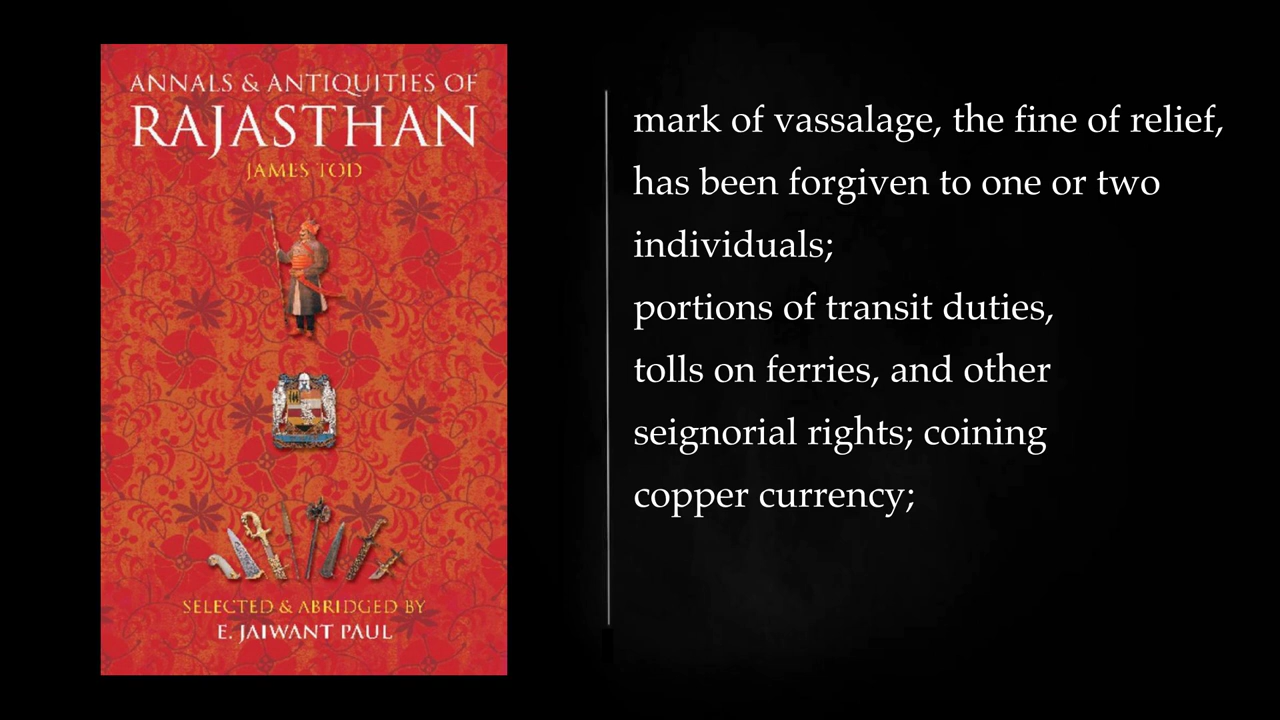 ANNALS & ANTIQUITIES OF
RAJASTHAN
JAMES TOD
SELECTED & ABRIDGED BY
E. JAIWANT PAUL
mark of vassalage, the fine of relief,
has been forgiven to one or two
individuals;
portions of transit duties,
tolls on ferries, and other
seignorial rights; coining
copper currency;